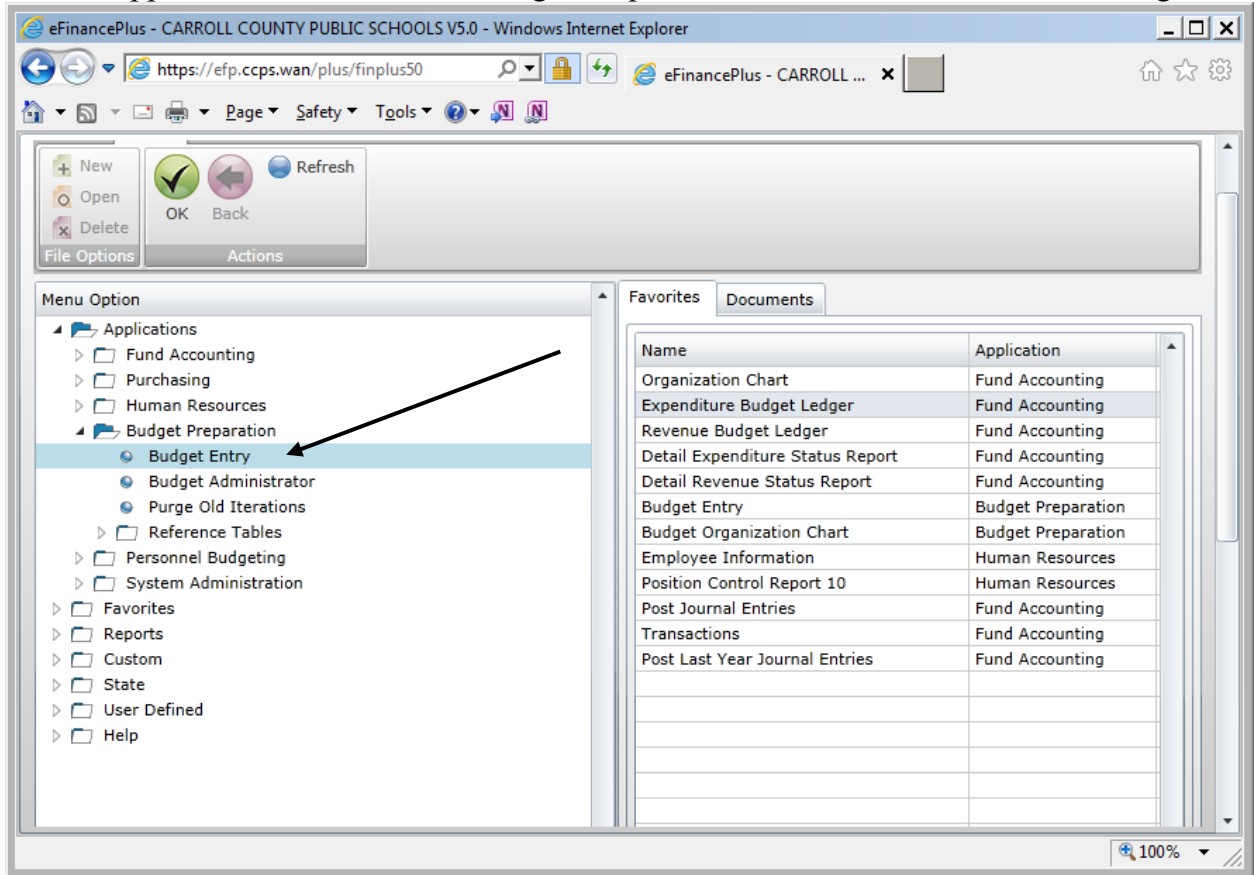 eFinancePlus - CARROLL COUNTY PUBLIC SCHOOLS V5.0 - Windows Internet Explorer
https://efp.ccps.wan/plus/finplus50
eFinancePlus - CARROLL ...
Page Safety Tools
New
Open
Delete
File Options
OK Back Refresh
Actions
Menu Option
Applications
Fund Accounting
Purchasing
Human Resources
Budget Preparation
Budget Entry
Budget Administrator
Purge Old Iterations
Reference Tables
Personnel Budgeting
System Administration
Favorites
Reports
Custom
State
User Defined
Help
Favorites Documents
Name Application
Organization Chart Fund Accounting
Expenditure Budget Ledger Fund Accounting
Revenue Budget Ledger Fund Accounting
Detail Expenditure Status Report Fund Accounting
Detail Revenue Status Report Fund Accounting
Budget Entry Budget Preparation
Budget Organization Chart Budget Preparation
Employee Information Human Resources
Position Control Report 10 Human Resources
Post Journal Entries Fund Accounting
Transactions Fund Accounting
Post Last Year Journal Entries Fund Accounting
100%